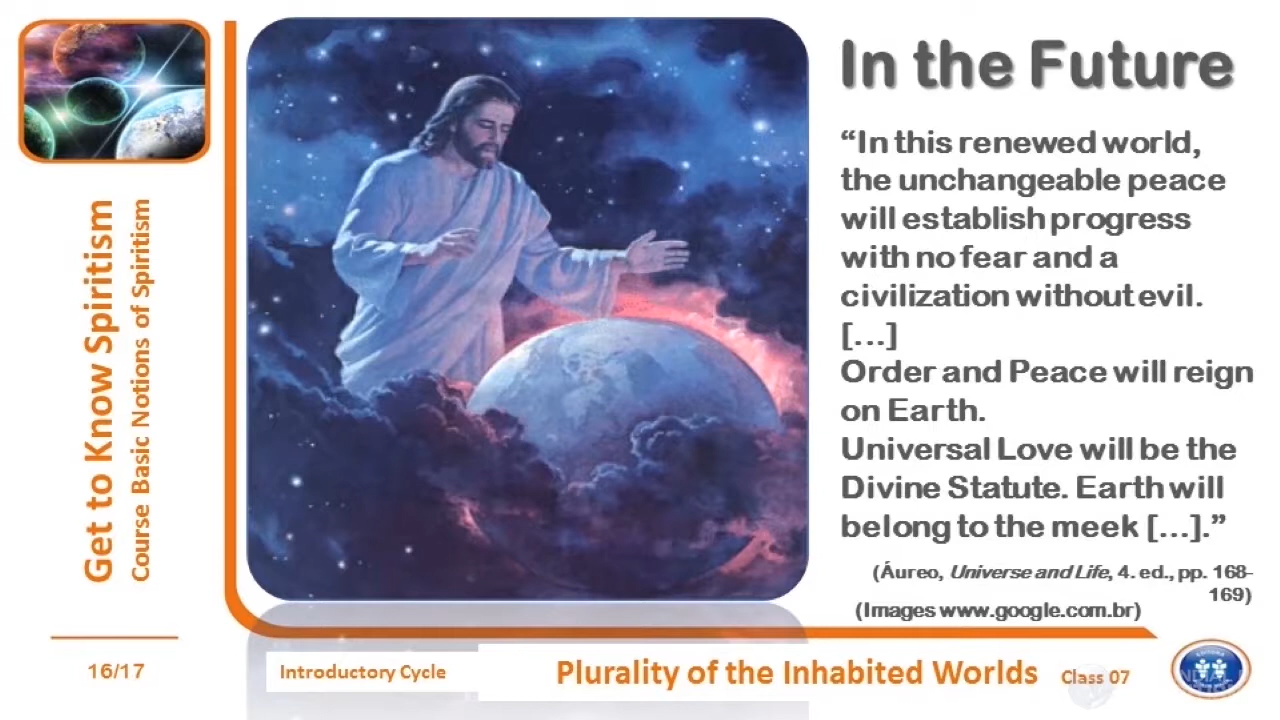 In the Future
“In this renewed world,
the unchangeable peace
will establish progress
with no fear and a
civilization without evil.
[...]
Order and Peace will reign
on Earth.
Universal Love will be the
Divine Statute. Earth will
belong to the meek [...].”
(Áureo, Universe and Life, 4. ed., pp. 168-
169)
(Images www.google.com.br)
Get to Know Spiritism
Course Basic Notions of Spiritism
16/17
Introductory Cycle
Plurality of the Inhabited Worlds
Class 07